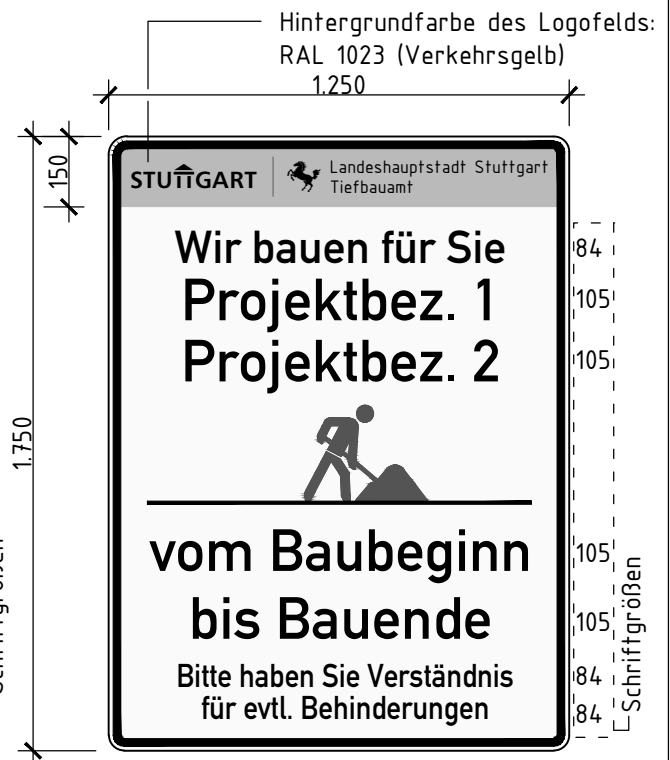 Hintergrundfarbe des Logofelds:
RAL 1023 (Verkehrsgelb)
1.250
150
1.750
STUTTGART
Landeshauptstadt Stuttgart
Tiefbauamt
Wir bauen für Sie
84
Projektbez. 1
105
Projektbez. 2
105
vom Baubeginn
105
bis Bauende
105
Bitte haben Sie Verständnis
84
für evtl. Behinderungen
84
Schriftgrößen